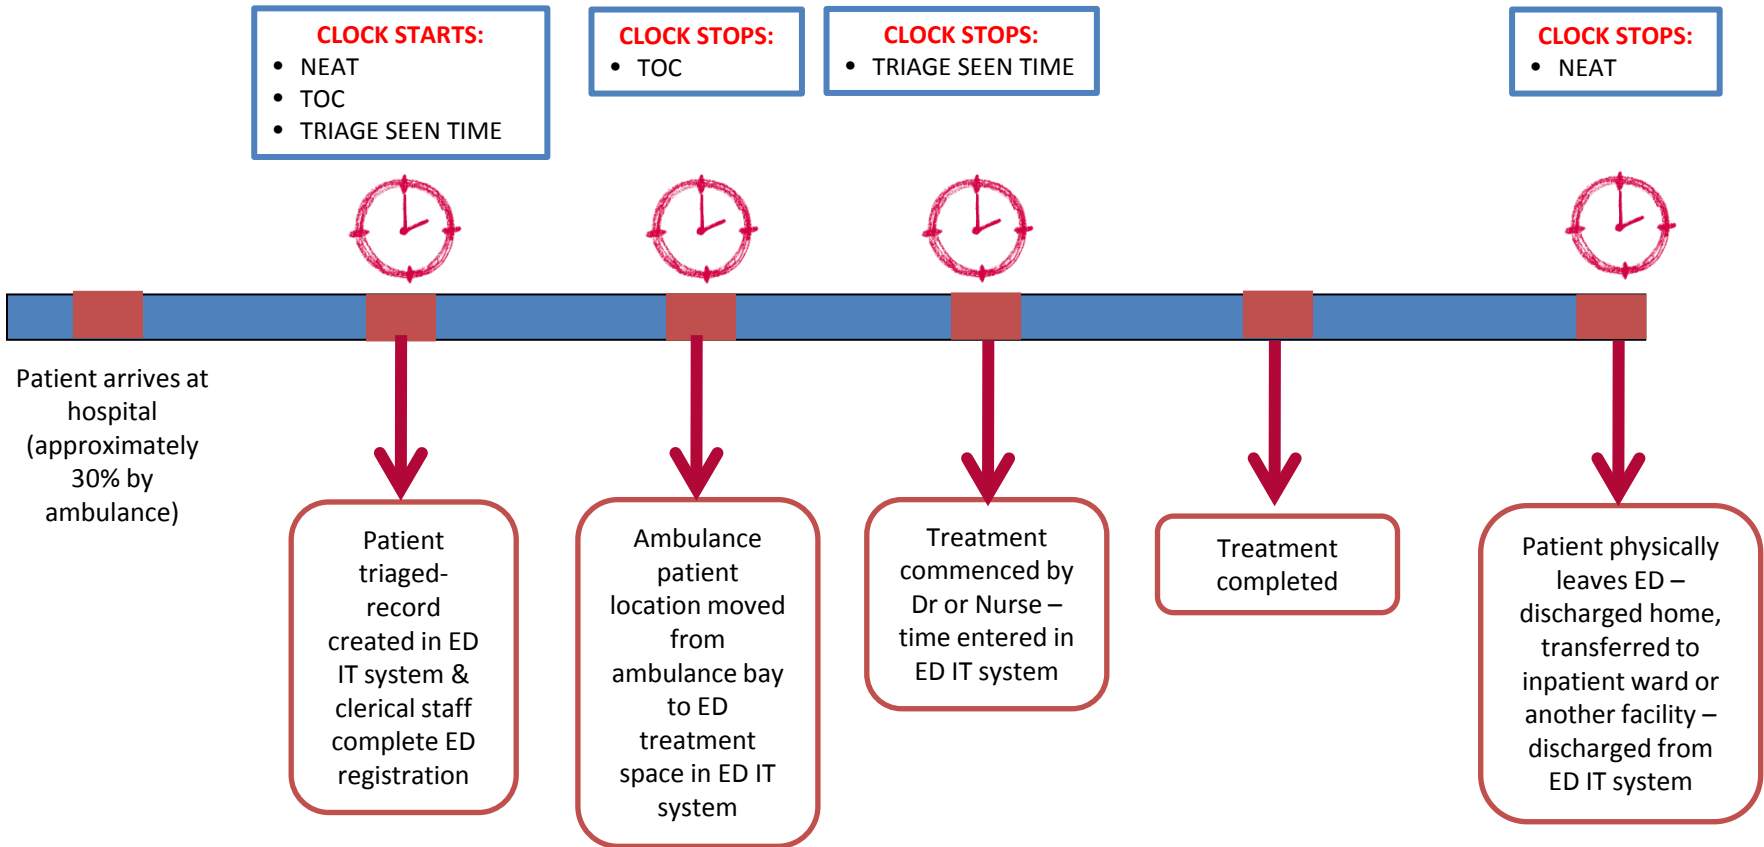 CLOCK STARTS:
• NEAT
• TOC
• TRIAGE SEEN TIME
CLOCK STOPS:
• TOC
CLOCK STOPS:
• TRIAGE SEEN TIME
CLOCK STOPS:
• NEAT
Patient arrives at
hospital
(approximately
30% by
ambulance)
Patient
triaged-
record
created in ED
IT system &
clerical staff
complete ED
registration
Ambulance
patient
location moved
from
ambulance bay
to ED
treatment
space in ED IT
system
Treatment
commenced by
Dr or Nurse –
time entered in
ED IT system
Treatment
completed
Patient physically
leaves ED –
discharged home,
transferred to
inpatient ward or
another facility –
discharged from
ED IT system